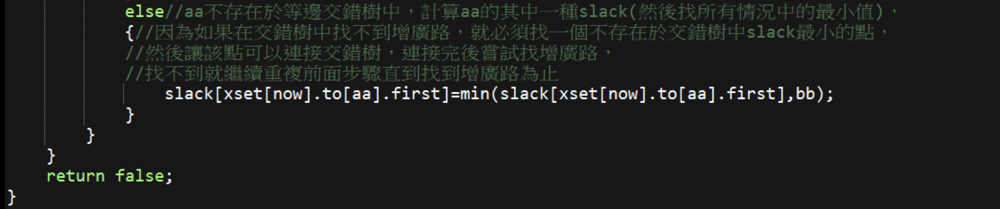 else//aa不存在於等邊交錯樹中，計算aa的其中一種slack(然後找所有情況中的最小值)，
{//因為如果在交錯樹中找不到增廣路，就必須找一個不存在於交錯樹中slack最小的點，
//然後讓該點可以連接交錯樹，連接完後嘗試找增廣路，
//找不到就繼續重複前面步驟直到找到增廣路為止
slack[xset[now].to[aa].first]=min(slack[xset[now].to[aa].first],bb);
}
}
}
return false;
}